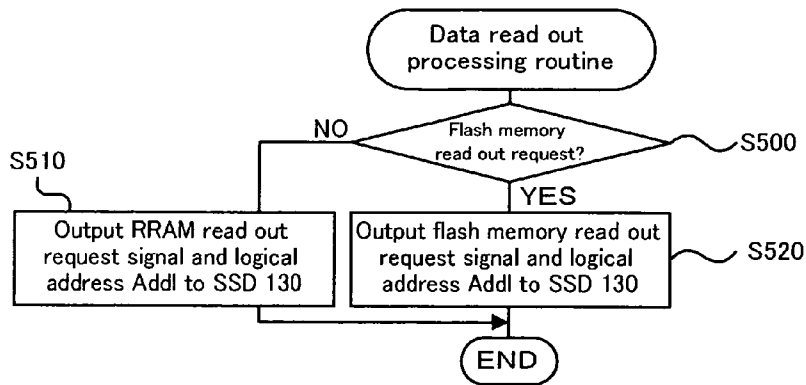 Data read out
processing routine
NO
Flash memory
read out request?
S500
S510
YES
Output RRAM read out
request signal and logical
address Addl to SSD 130
Output flash memory read out
request signal and logical
address Addl to SSD 130
S520
END